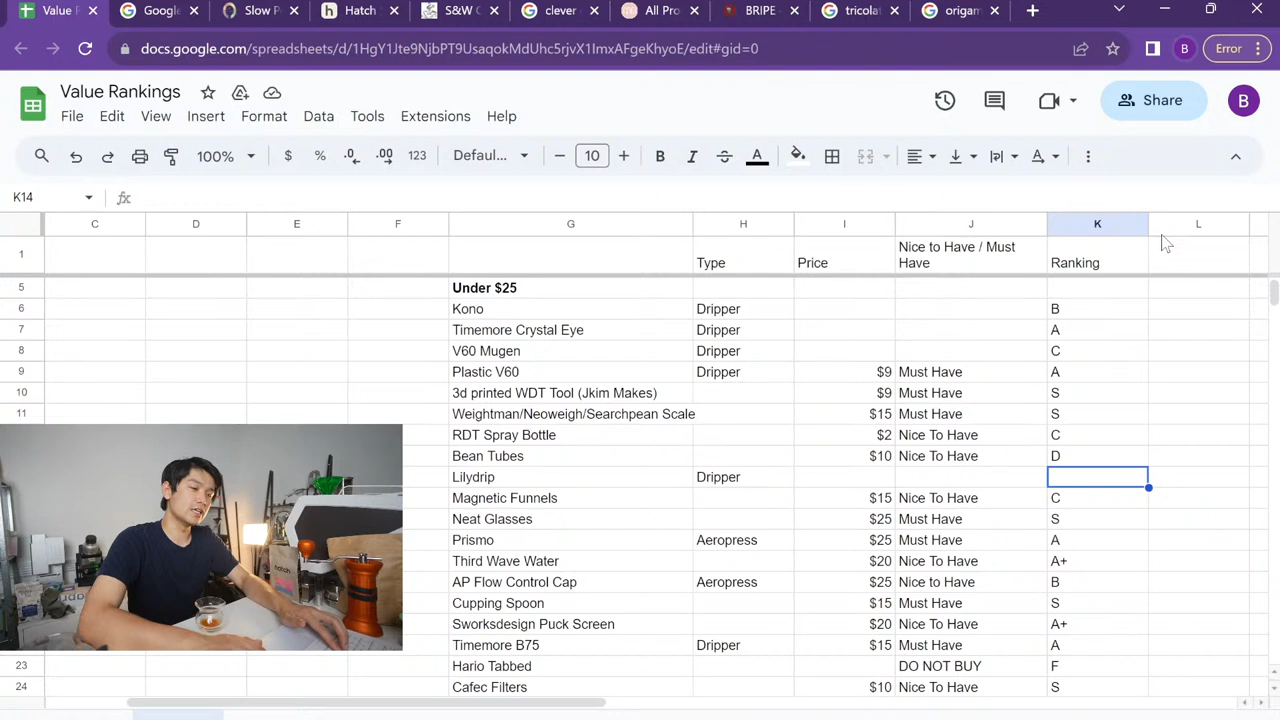 Value R
Google
Slow P
Hatch
S&W C
clever
All Pro
BRIPE
tricola
origam
docs.google.com/spreadsheets/d/1HgY1Jte9NjbPT9UsaqokMdUhc5rjvX1ImxAFgeKhyoE/edit#gid=0
B
Error
Value Rankings
File Edit View Insert Format Data Tools Extensions Help
Share
B
100% $ % .0 .00 123 Defaul... 10 B I A A
K14 fx
C D E F G H I J K L
1 Type Price Nice to Have / Must Have Ranking
5 Under $25
6 Kono Dripper B
7 Timemore Crystal Eye Dripper A
8 V60 Mugen Dripper C
9 Plastic V60 Dripper $9 Must Have A
10 3d printed WDT Tool (Jkim Makes) $9 Must Have S
11 Weightman/Neoweigh/Searchpean Scale $15 Must Have S
RDT Spray Bottle $2 Nice To Have C
Bean Tubes $10 Nice To Have D
Lilydrip Dripper
Magnetic Funnels $15 Nice To Have C
Neat Glasses $25 Must Have S
Prismo Aeropress $25 Must Have A
Third Wave Water $20 Nice To Have A+
AP Flow Control Cap Aeropress $25 Nice to Have B
Cupping Spoon $15 Must Have S
Sworksdesign Puck Screen $20 Nice To Have A+
Timemore B75 Dripper $15 Must Have A
23 Hario Tabbed DO NOT BUY F
24 Cafec Filters $10 Nice To Have S
hatch